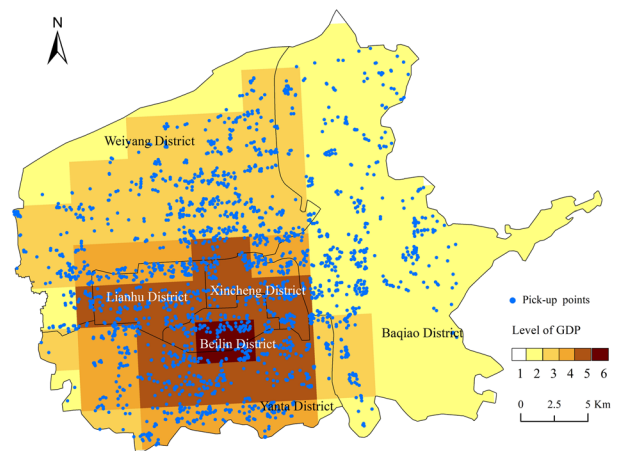 N
Weiyang District
Lianhu District
Xincheng District
Beilin District
Baqiao District
Yanta District
Pick-up points
Level of GDP
1 2 3 4 5 6
0 2.5 5 Km